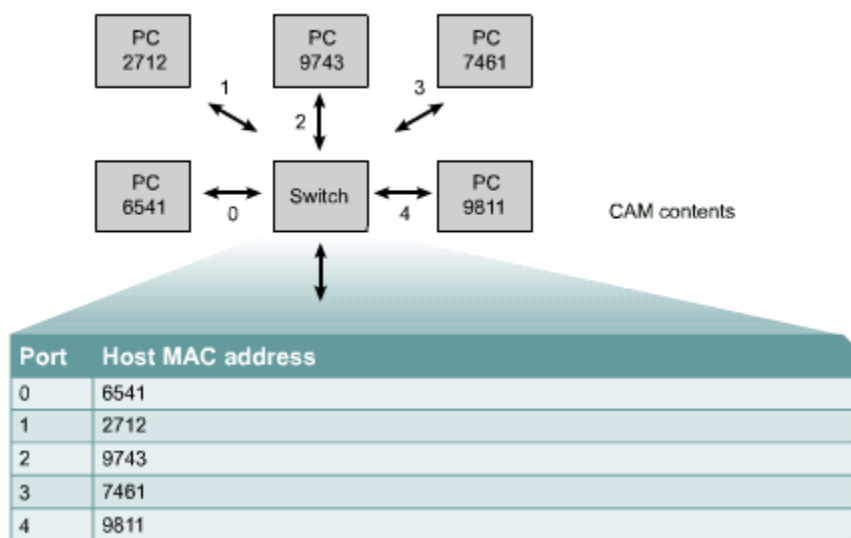 PC
2712
PC
9743
PC
7461
1
2
3
PC
6541
0
Switch
4
PC
9811
CAM contents
Port Host MAC address
0 6541
1 2712
2 9743
3 7461
4 9811